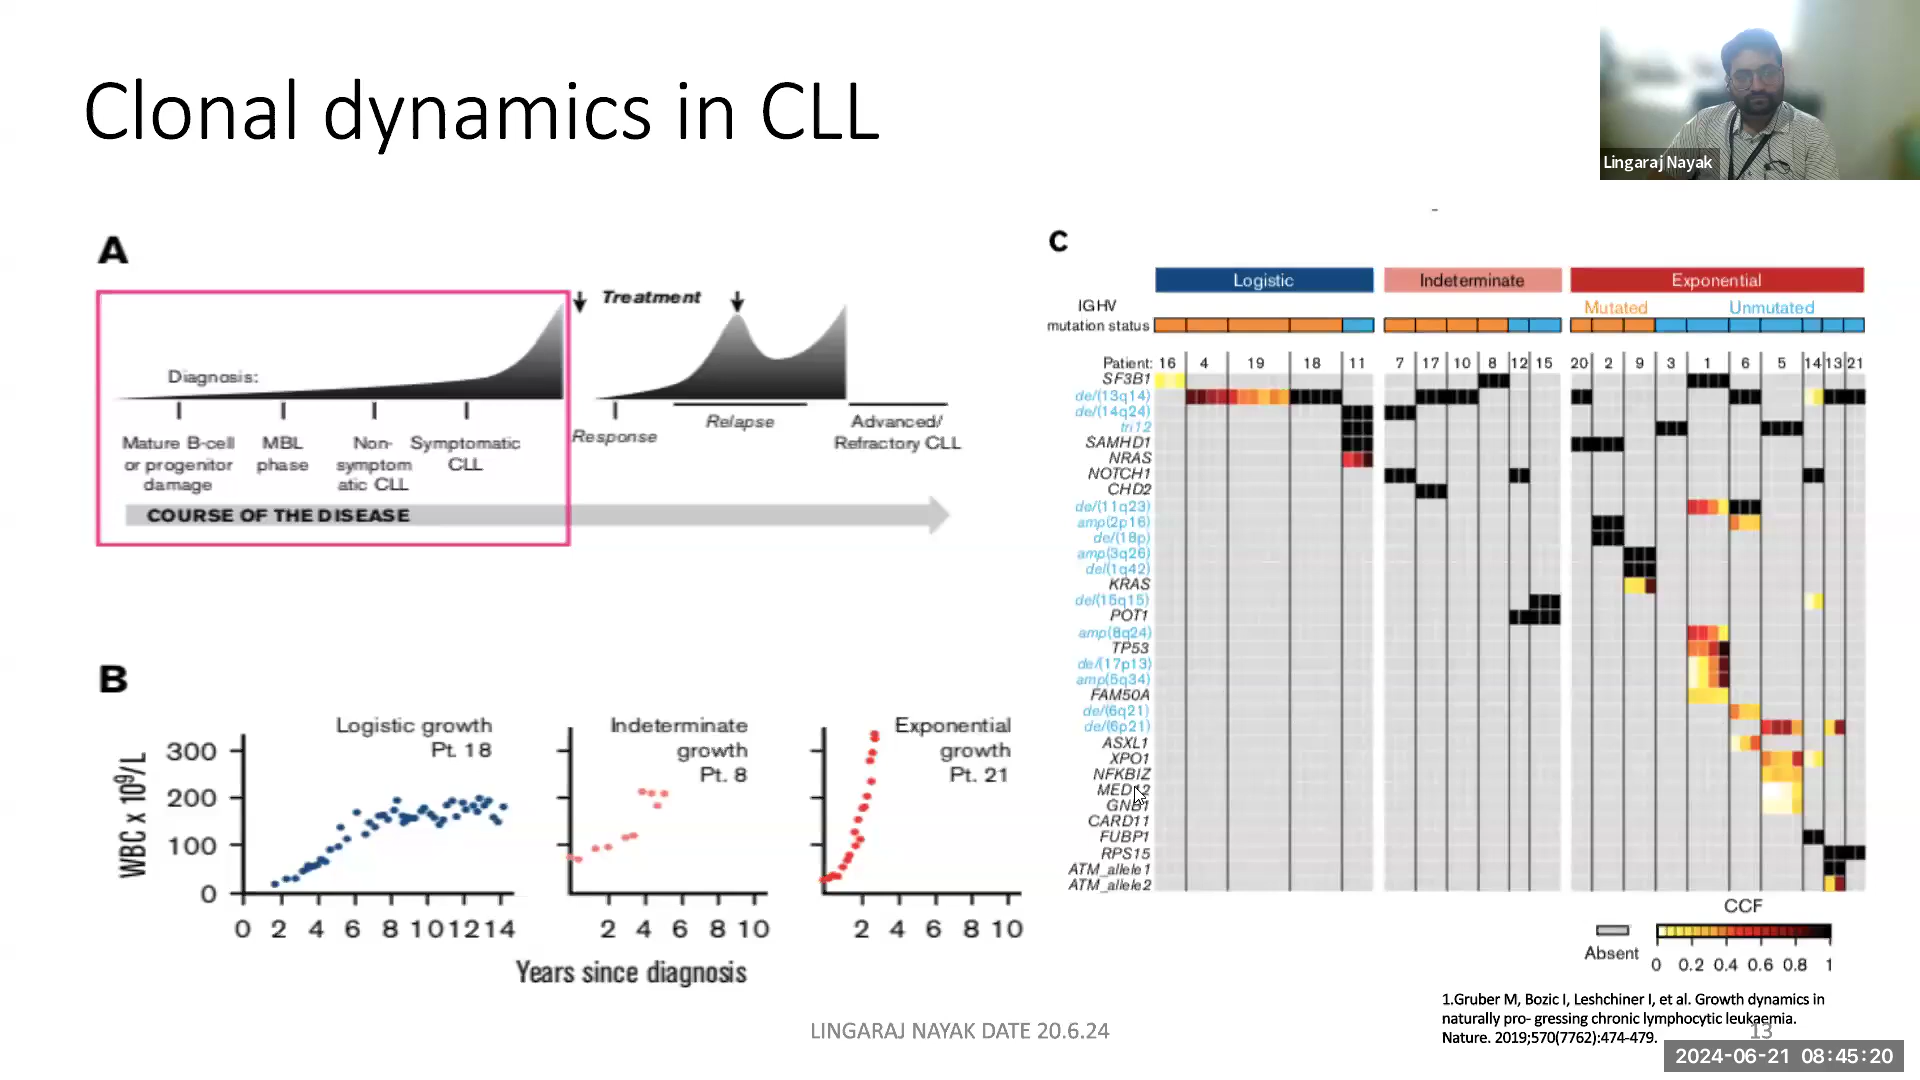 Clonal dynamics in CLL
Lingaraj Nayak
A
Treatment
Diagnosis:
Mature B-cell
or progenitor
damage
MBL
phase
Non-
symptom
atic CLL
Symptomatic
CLL
Response
Relapse
Advanced/
Refractory CLL
COURSE OF THE DISEASE
B
WBC x 10⁹/L
300
200
100
0
Logistic growth
Pt. 18
0 2 4 6 8 10 12 14
Indeterminate
growth
Pt. 8
2 4 6 8 10
Exponential
growth
Pt. 21
2 4 6 8 10
Years since diagnosis
C
Logistic Indeterminate Exponential
IGHV
mutation status
Mutated Unmutated
Patient: 16 4 19 18 11 7 17 10 8 12 15 20 2 9 3 1 6 5 14 13 21
SF3B1
del(13q14)
del(14q24)
tri12
SAMHD1
NRAS
NOTCH1
CHD2
del(11q23)
amp(2p16)
del(18p)
amp(3q26)
del(1q42)
KRAS
del(15q15)
POT1
amp(8q24)
TP53
del(17p13)
amp(5q34)
FAM50A
del(6q21)
del(6p21)
ASXL1
XPO1
NFKBIZ
MED12
GNB1
CARD11
FUBP1
RPS15
ATM_allele1
ATM_allele2
CCF
Absent
0 0.2 0.4 0.6 0.8 1
1.Gruber M, Bozic I, Leshchiner I, et al. Growth dynamics in
naturally pro- gressing chronic lymphocytic leukaemia.
Nature. 2019;570(7762):474-479.
LINGARAJ NAYAK DATE 20.6.24
13
2024-06-21 08:45:20